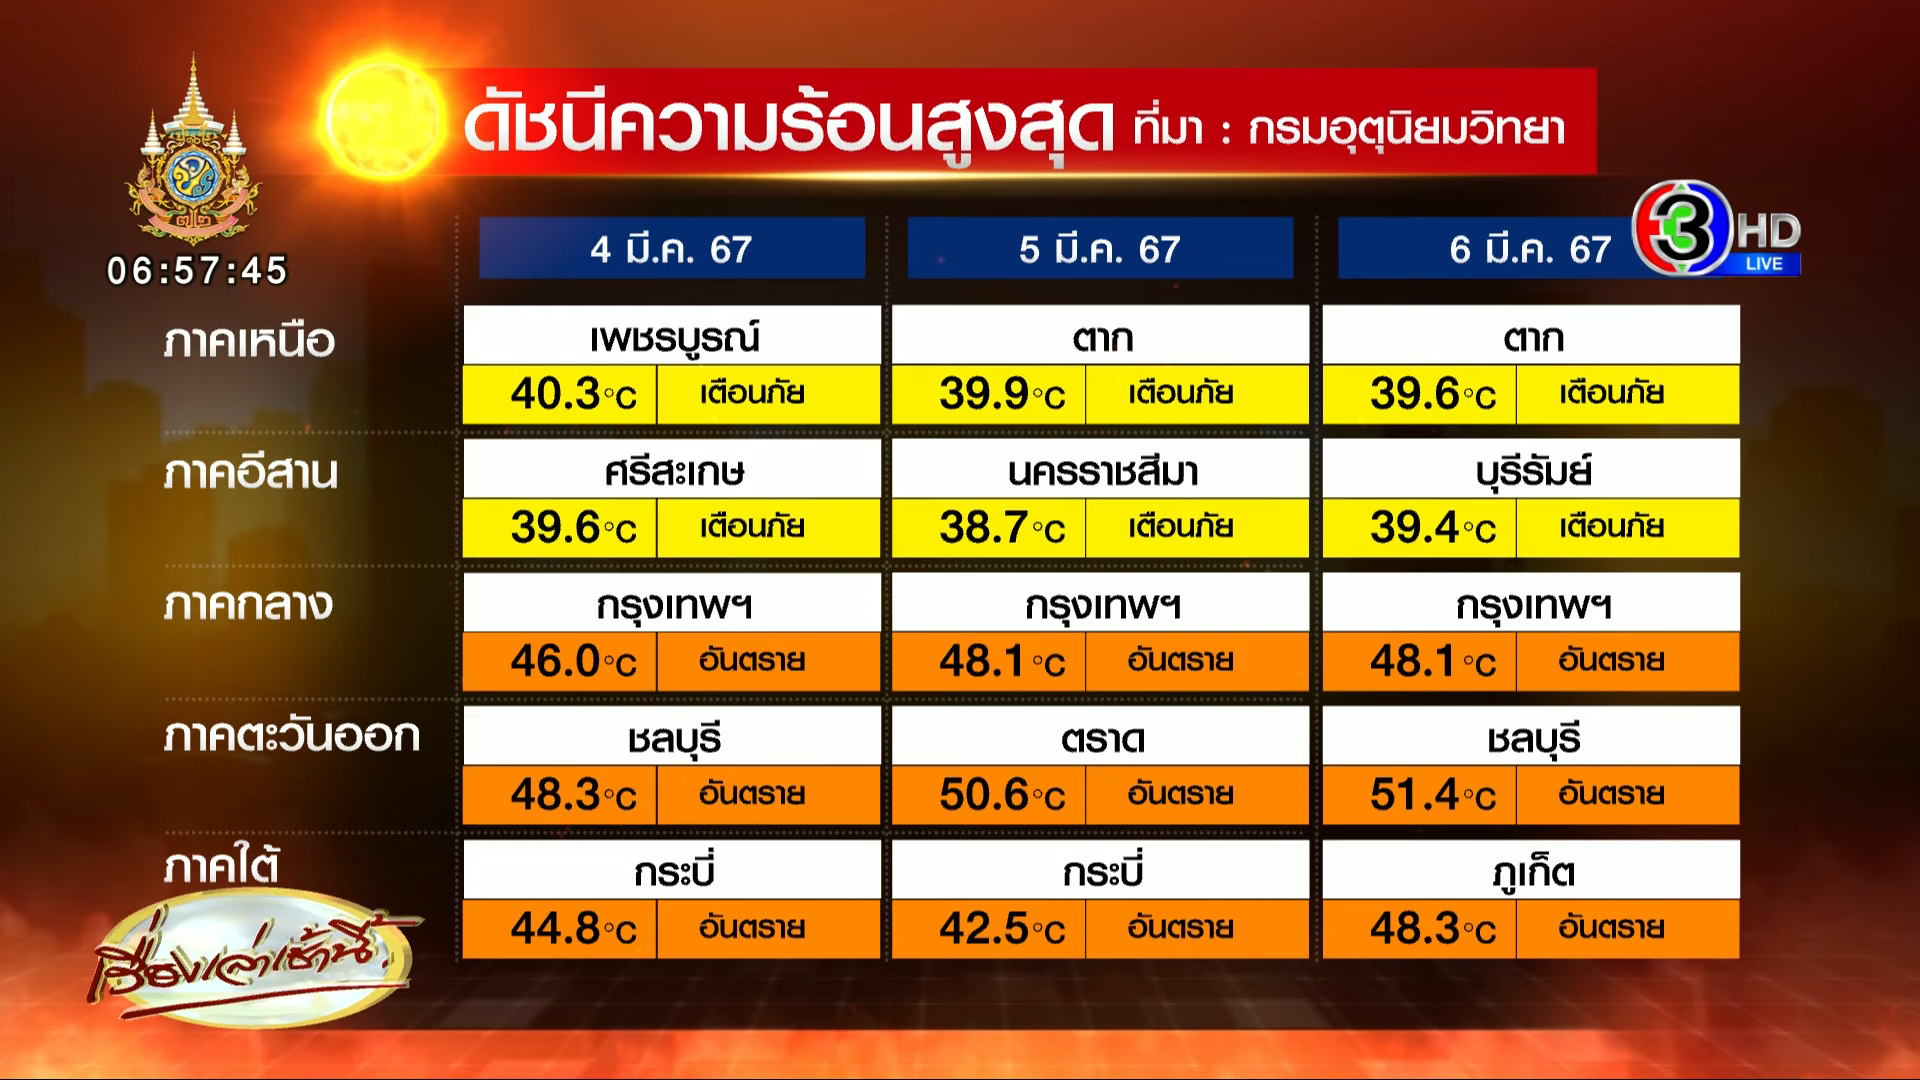 ดัชนีความร้อนสูงสุด ที่มา : กรมอุตุนิยมวิทยา
3 HD
LIVE
06:57:45
4 มี.ค. 67 5 มี.ค. 67 6 มี.ค. 67
ภาคเหนือ เพชรบูรณ์ ตาก ตาก
40.3°C เตือนภัย 39.9°C เตือนภัย 39.6°C เตือนภัย
ภาคอีสาน ศรีสะเกษ นครราชสีมา บุรีรัมย์
39.6°C เตือนภัย 38.7°C เตือนภัย 39.4°C เตือนภัย
ภาคกลาง กรุงเทพฯ กรุงเทพฯ กรุงเทพฯ
46.0°C อันตราย 48.1°C อันตราย 48.1°C อันตราย
ภาคตะวันออก ชลบุรี ตราด ชลบุรี
48.3°C อันตราย 50.6°C อันตราย 51.4°C อันตราย
ภาคใต้ กระบี่ กระบี่ ภูเก็ต
44.8°C อันตราย 42.5°C อันตราย 48.3°C อันตราย
เรื่องเล่าเช้านี้